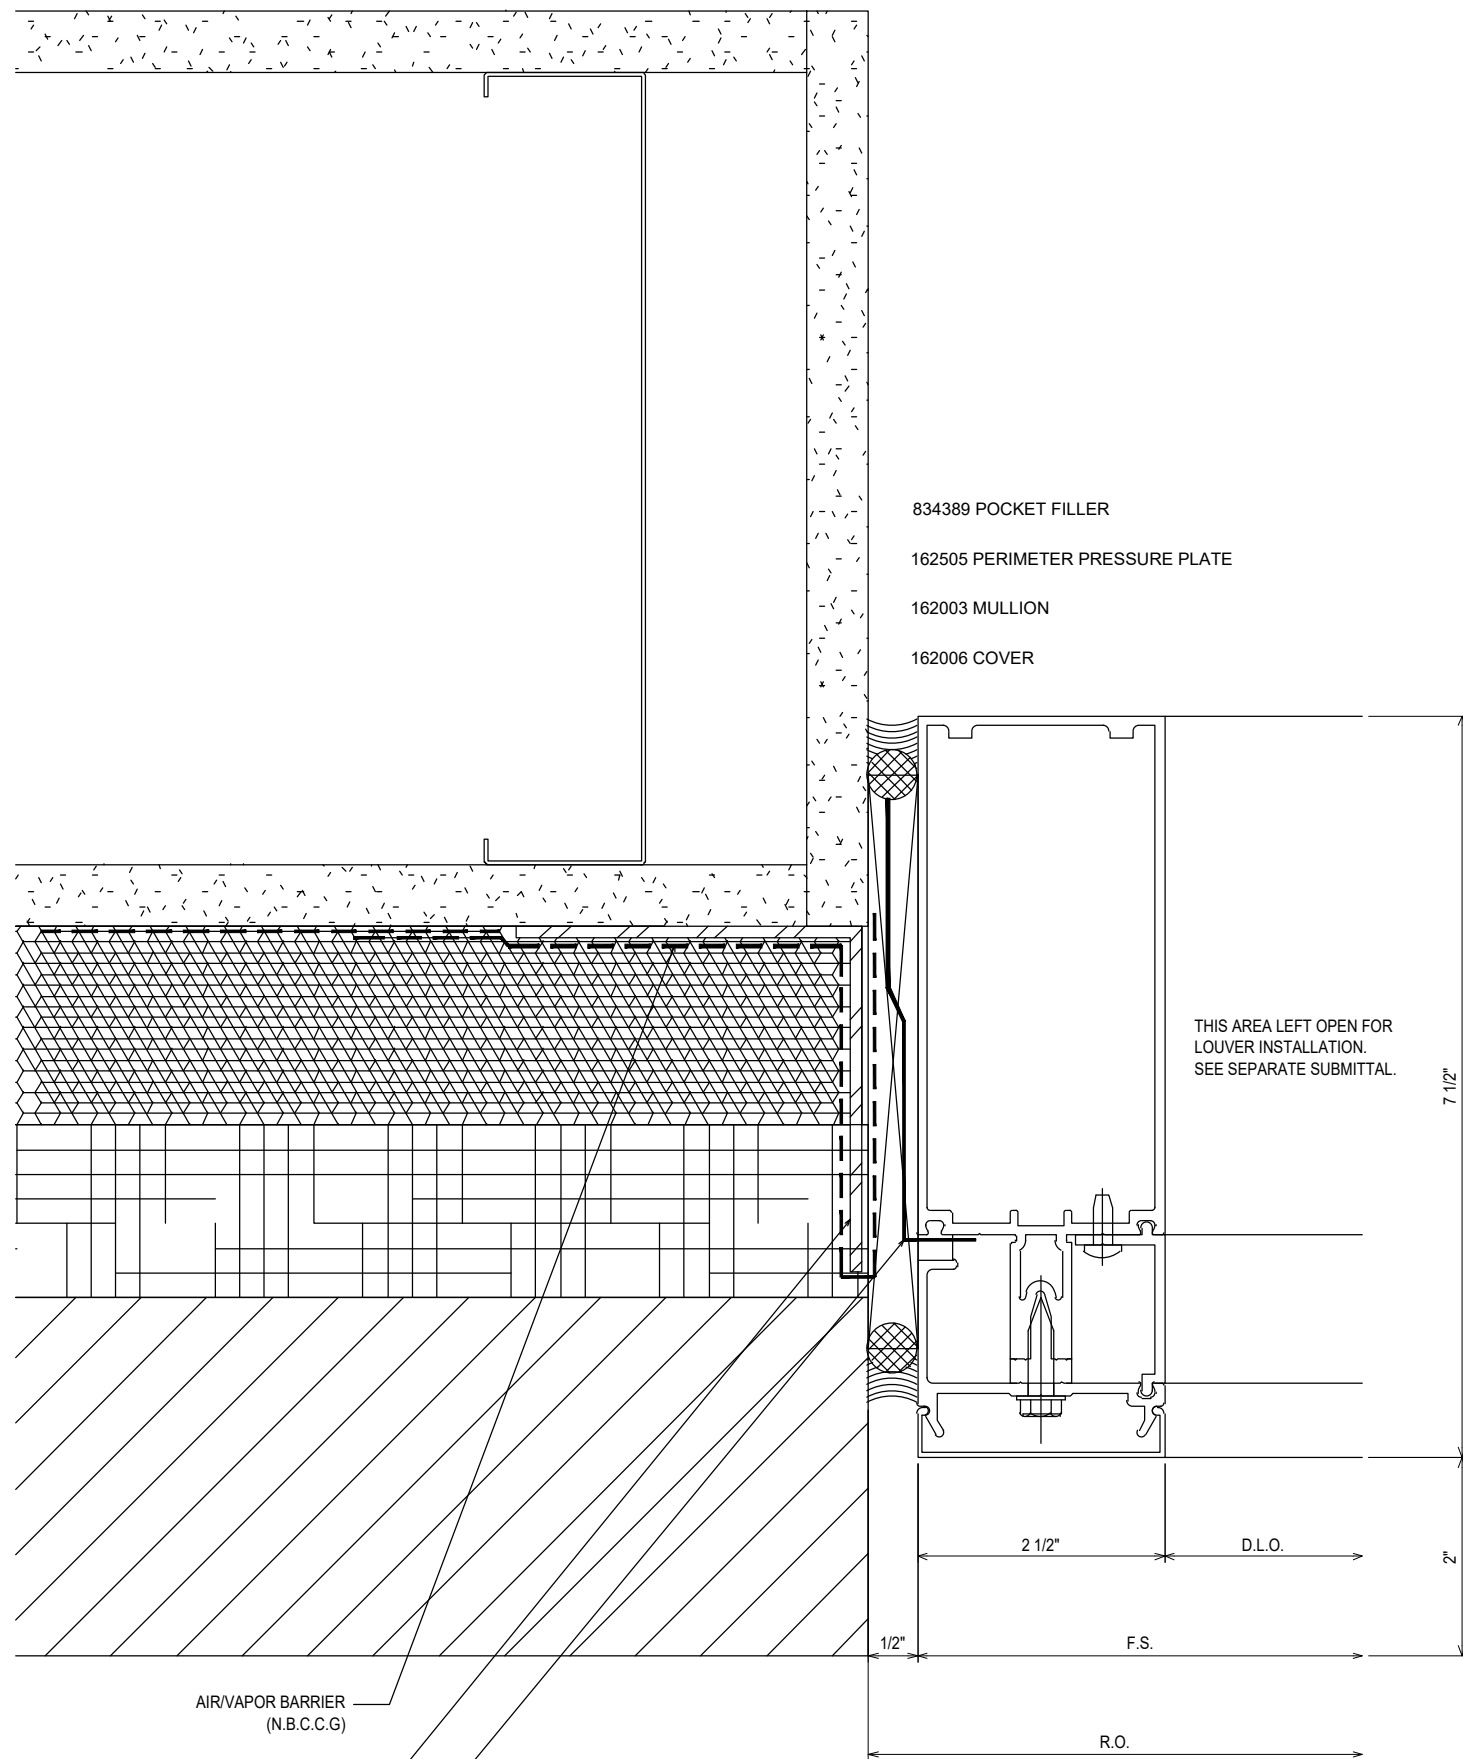 834389 POCKET FILLER
162505 PERIMETER PRESSURE PLATE
162003 MULLION
162006 COVER
THIS AREA LEFT OPEN FOR
LOUVER INSTALLATION.
SEE SEPARATE SUBMITTAL.
7 1/2"
2 1/2"
D.L.O.
2"
1/2"
F.S.
AIR/VAPOR BARRIER
(N.B.C.C.G)
R.O.